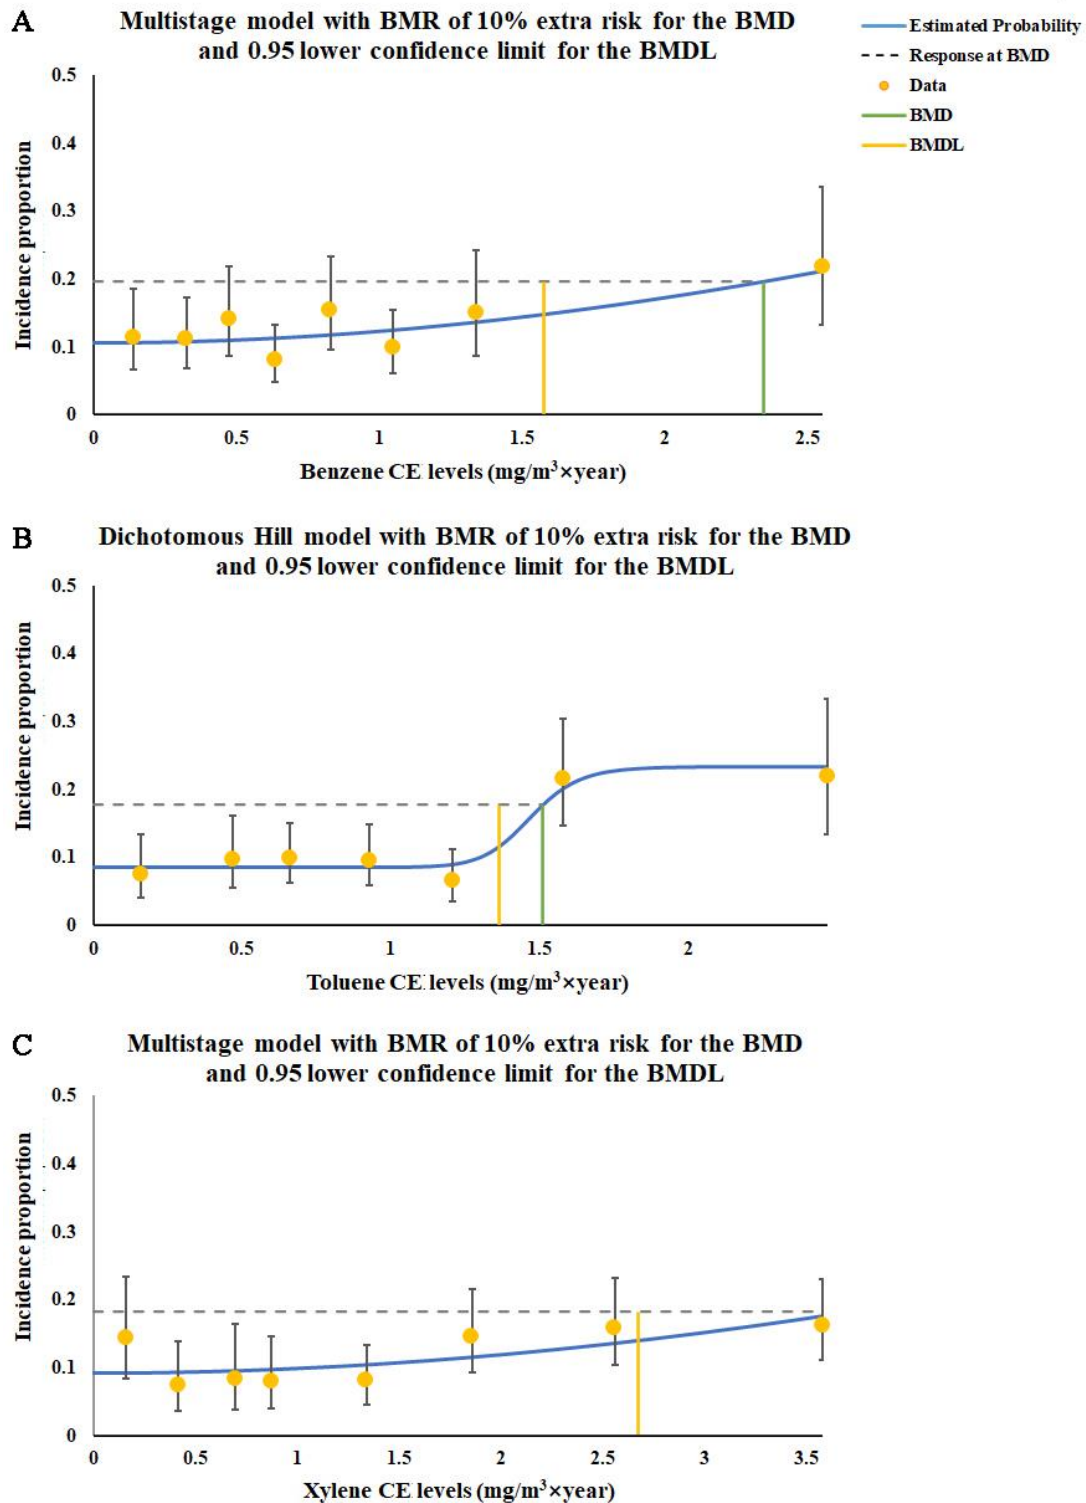 A
Multistage model with BMR of 10% extra risk for the BMD
and 0.95 lower confidence limit for the BMDL
Estimated Probability
Response at BMD
Data
BMD
BMDL
Incidence proportion
0.5
0.4
0.3
0.2
0.1
0
0 0.5 1 1.5 2 2.5
Benzene CE levels (mg/m³×year)
B
Dichotomous Hill model with BMR of 10% extra risk for the BMD
and 0.95 lower confidence limit for the BMDL
Incidence proportion
0.5
0.4
0.3
0.2
0.1
0
0 0.5 1 1.5 2
Toluene CE levels (mg/m³×year)
C
Multistage model with BMR of 10% extra risk for the BMD
and 0.95 lower confidence limit for the BMDL
Incidence proportion
0.5
0.4
0.3
0.2
0.1
0
0 0.5 1 1.5 2 2.5 3 3.5
Xylene CE levels (mg/m³×year)